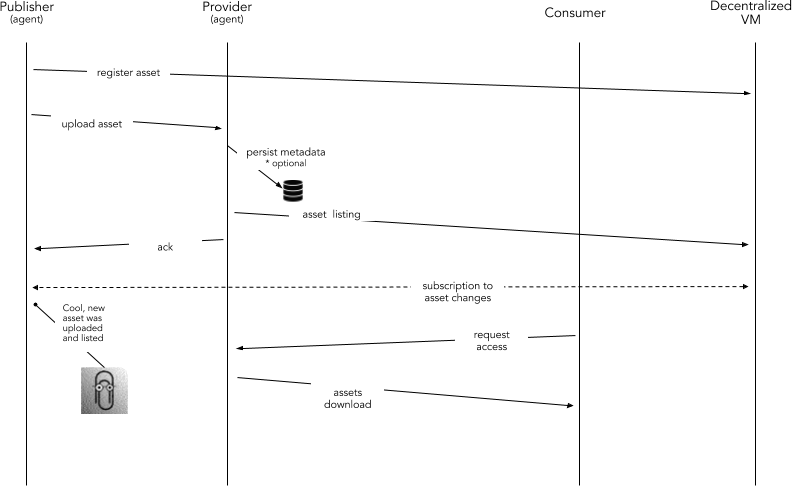 Publisher
(agent)
Provider
(agent)
Consumer
Decentralized
VM
register asset
upload asset
persist metadata
* optional
asset listing
ack
subscription to
asset changes
Cool, new
asset was
uploaded
and listed
request
access
assets
download